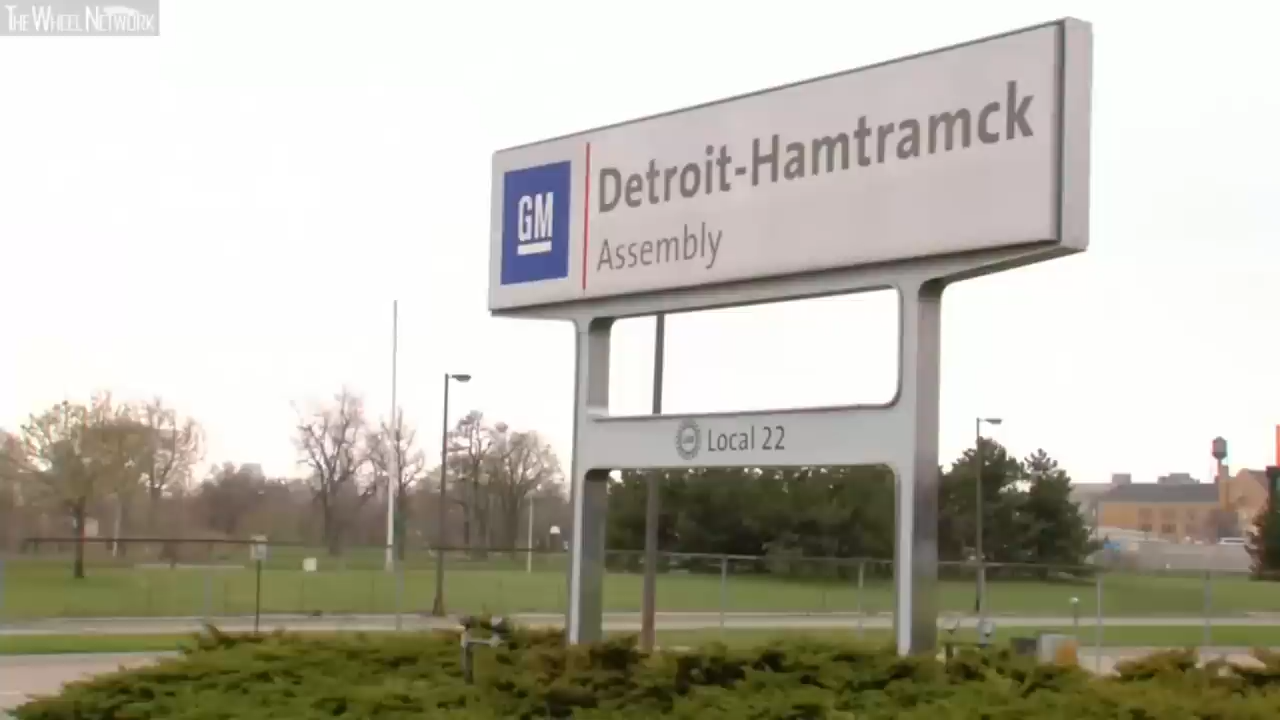 THE WHEEL NETWORK
GM
Detroit-Hamtramck
Assembly
Local 22